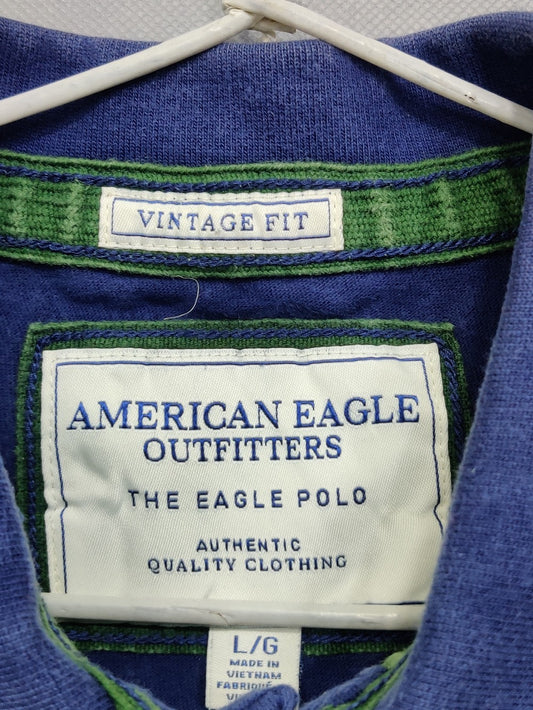 VINTAGE FIT
AMERICAN EAGLE
OUTFITTERS
THE EAGLE POLO
AUTHENTIC
QUALITY CLOTHING
L/G
MADE IN
VIETNAM